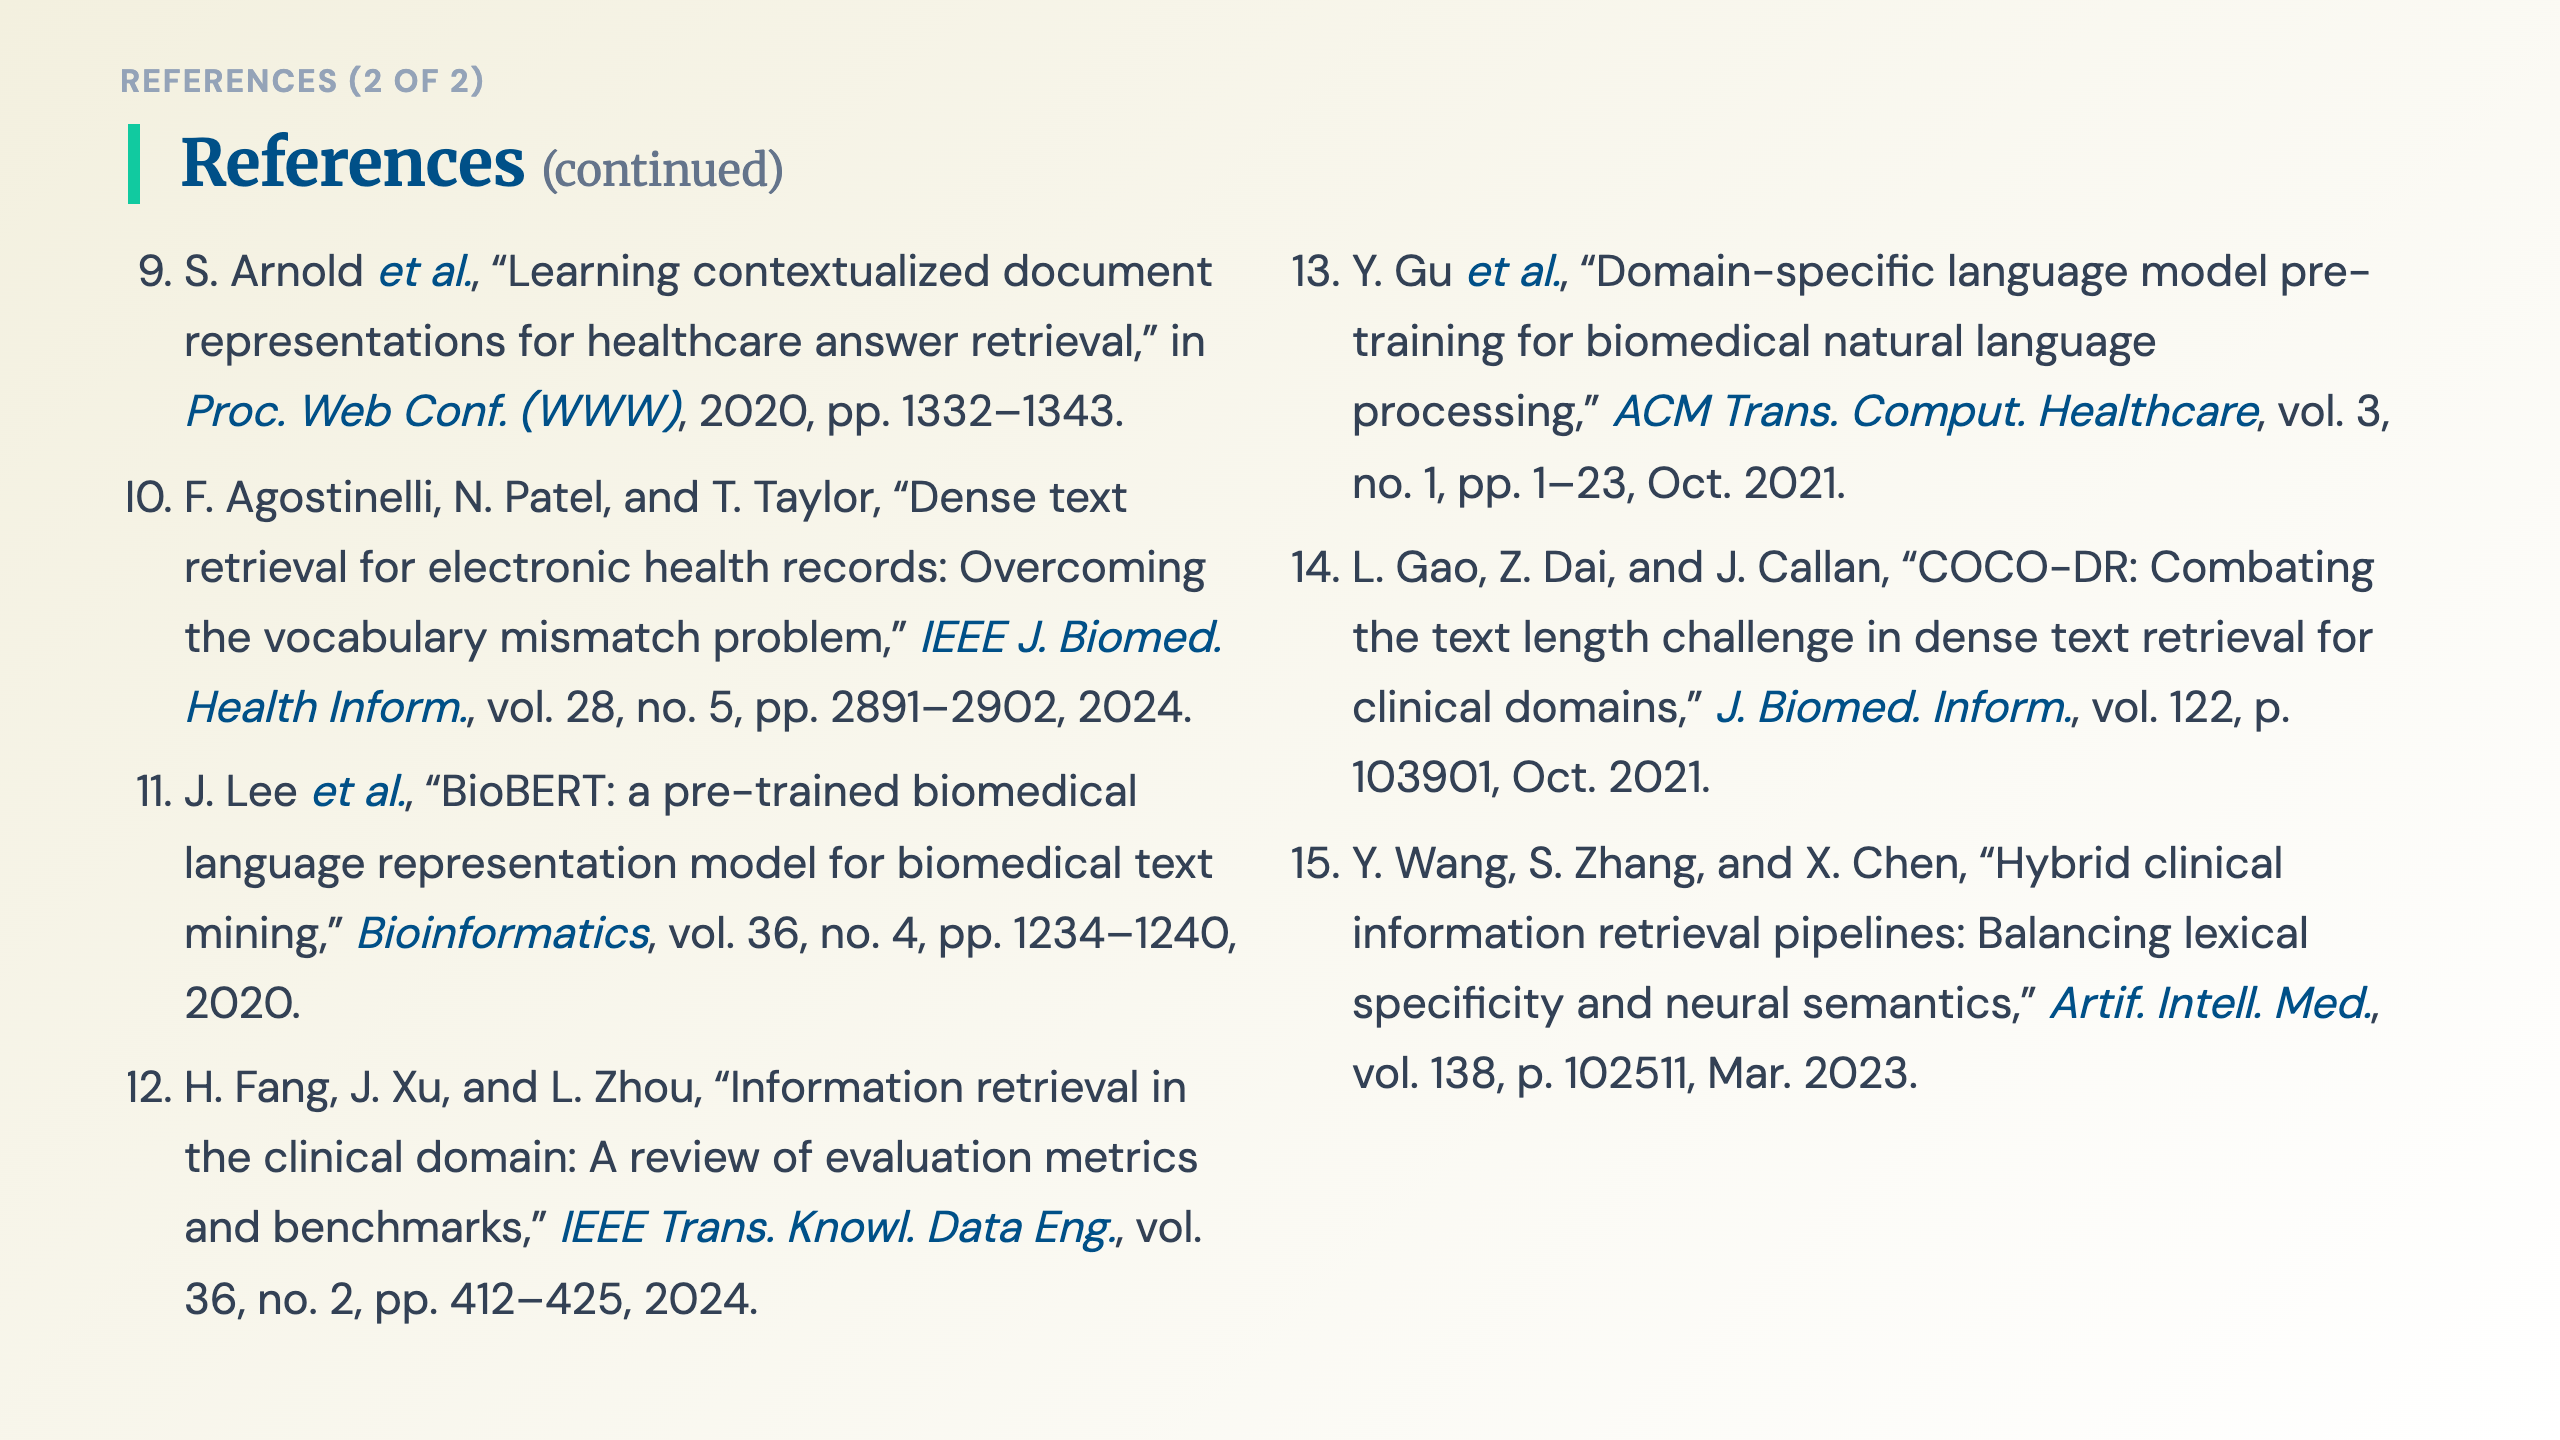 REFERENCES (2 OF 2)
References (continued)
9. S. Arnold et al., “Learning contextualized document
representations for healthcare answer retrieval,” in
Proc. Web Conf. (WWW), 2020, pp. 1332–1343.
10. F. Agostinelli, N. Patel, and T. Taylor, “Dense text
retrieval for electronic health records: Overcoming
the vocabulary mismatch problem,” IEEE J. Biomed.
Health Inform., vol. 28, no. 5, pp. 2891–2902, 2024.
11. J. Lee et al., “BioBERT: a pre-trained biomedical
language representation model for biomedical text
mining,” Bioinformatics, vol. 36, no. 4, pp. 1234–1240,
2020.
12. H. Fang, J. Xu, and L. Zhou, “Information retrieval in
the clinical domain: A review of evaluation metrics
and benchmarks,” IEEE Trans. Knowl. Data Eng., vol.
36, no. 2, pp. 412–425, 2024.
13. Y. Gu et al., “Domain-specific language model pre-
training for biomedical natural language
processing,” ACM Trans. Comput. Healthcare, vol. 3,
no. 1, pp. 1–23, Oct. 2021.
14. L. Gao, Z. Dai, and J. Callan, “COCO-DR: Combating
the text length challenge in dense text retrieval for
clinical domains,” J. Biomed. Inform., vol. 122, p.
103901, Oct. 2021.
15. Y. Wang, S. Zhang, and X. Chen, “Hybrid clinical
information retrieval pipelines: Balancing lexical
specificity and neural semantics,” Artif. Intell. Med.,
vol. 138, p. 102511, Mar. 2023.